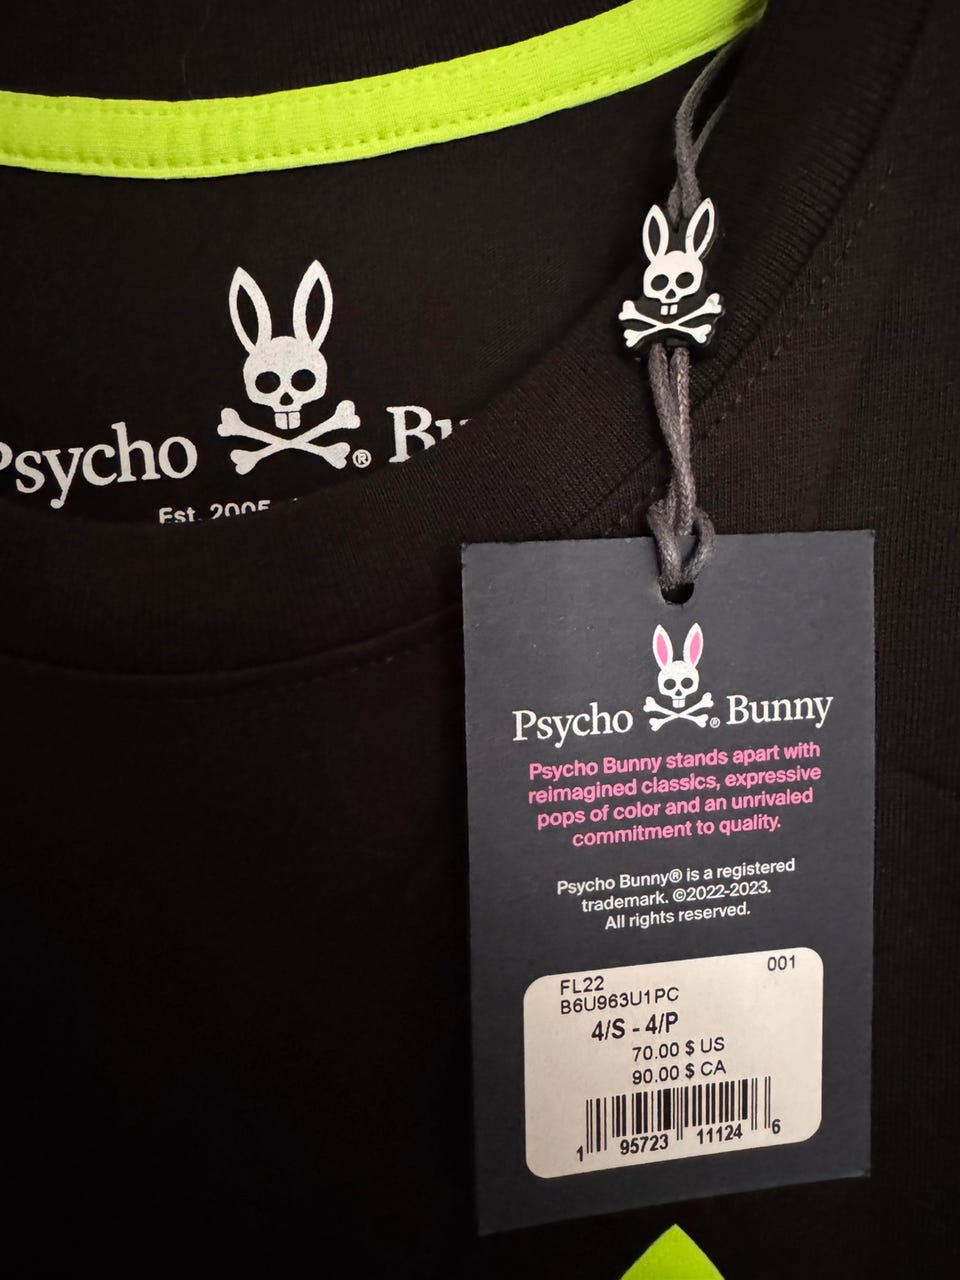 Psycho ®
Est. 2005
Psycho ® Bunny
Psycho Bunny stands apart with
reimagined classics, expressive
pops of color and an unrivaled
commitment to quality.
Psycho Bunny® is a registered
trademark. ©2022-2023.
All rights reserved.
001
FL22
B6U963U1PC
4/S - 4/P
70.00 $ US
90.00 $ CA
1 95723 11124 6